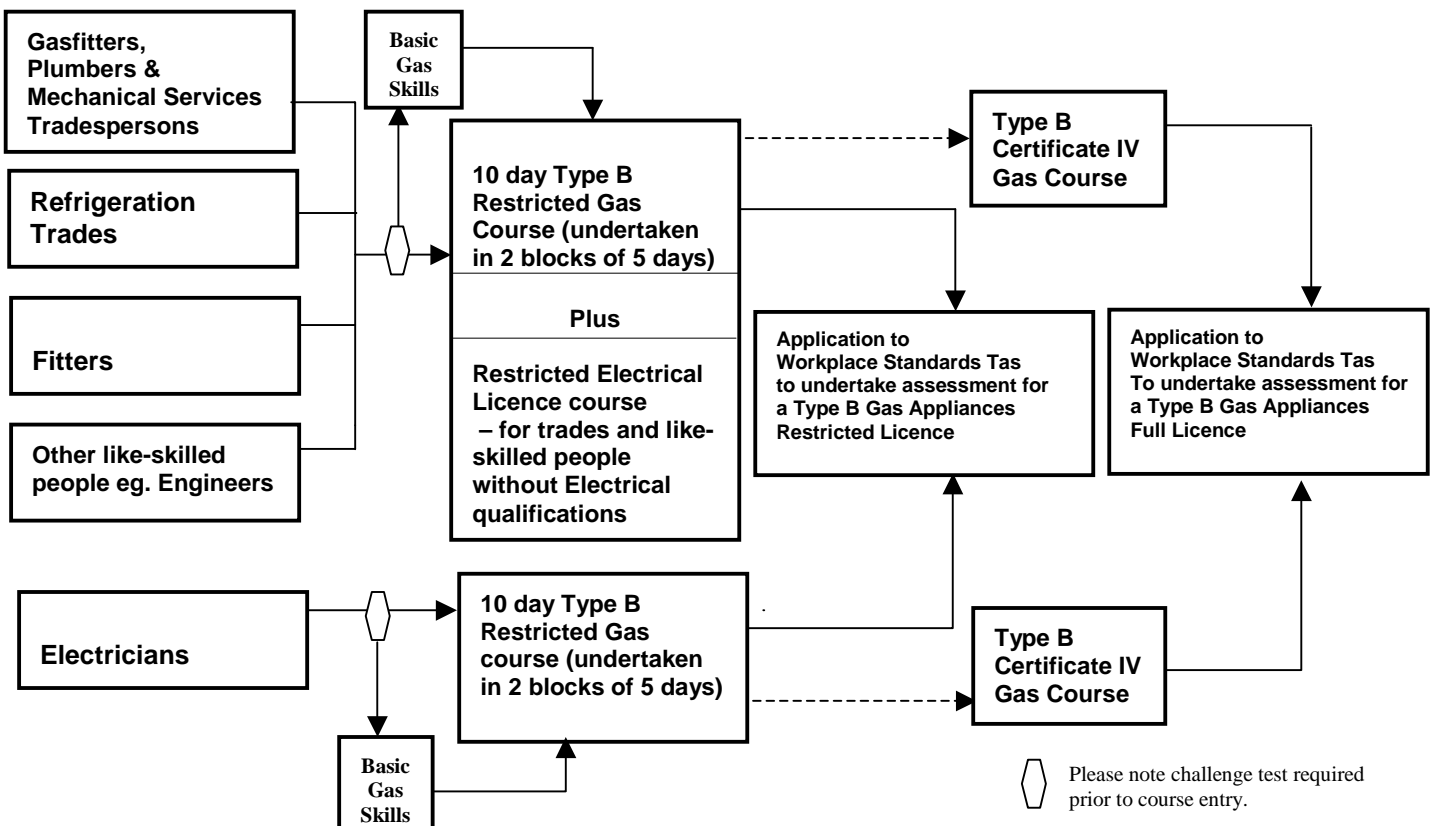 Gasfitters,
Plumbers &
Mechanical Services
Tradespersons
Basic
Gas
Skills
Refrigeration
Trades
Fitters
Other like-skilled
people eg. Engineers
10 day Type B
Restricted Gas
Course (undertaken
in 2 blocks of 5 days)
Plus
Restricted Electrical
Licence course
– for trades and like-
skilled people
without Electrical
qualifications
Type B
Certificate IV
Gas Course
Application to
Workplace Standards Tas
to undertake assessment for
a Type B Gas Appliances
Restricted Licence
Application to
Workplace Standards Tas
To undertake assessment for
a Type B Gas Appliances
Full Licence
Electricians
Basic
Gas
Skills
10 day Type B
Restricted Gas
course (undertaken
in 2 blocks of 5 days)
Type B
Certificate IV
Gas Course
Please note challenge test required
prior to course entry.